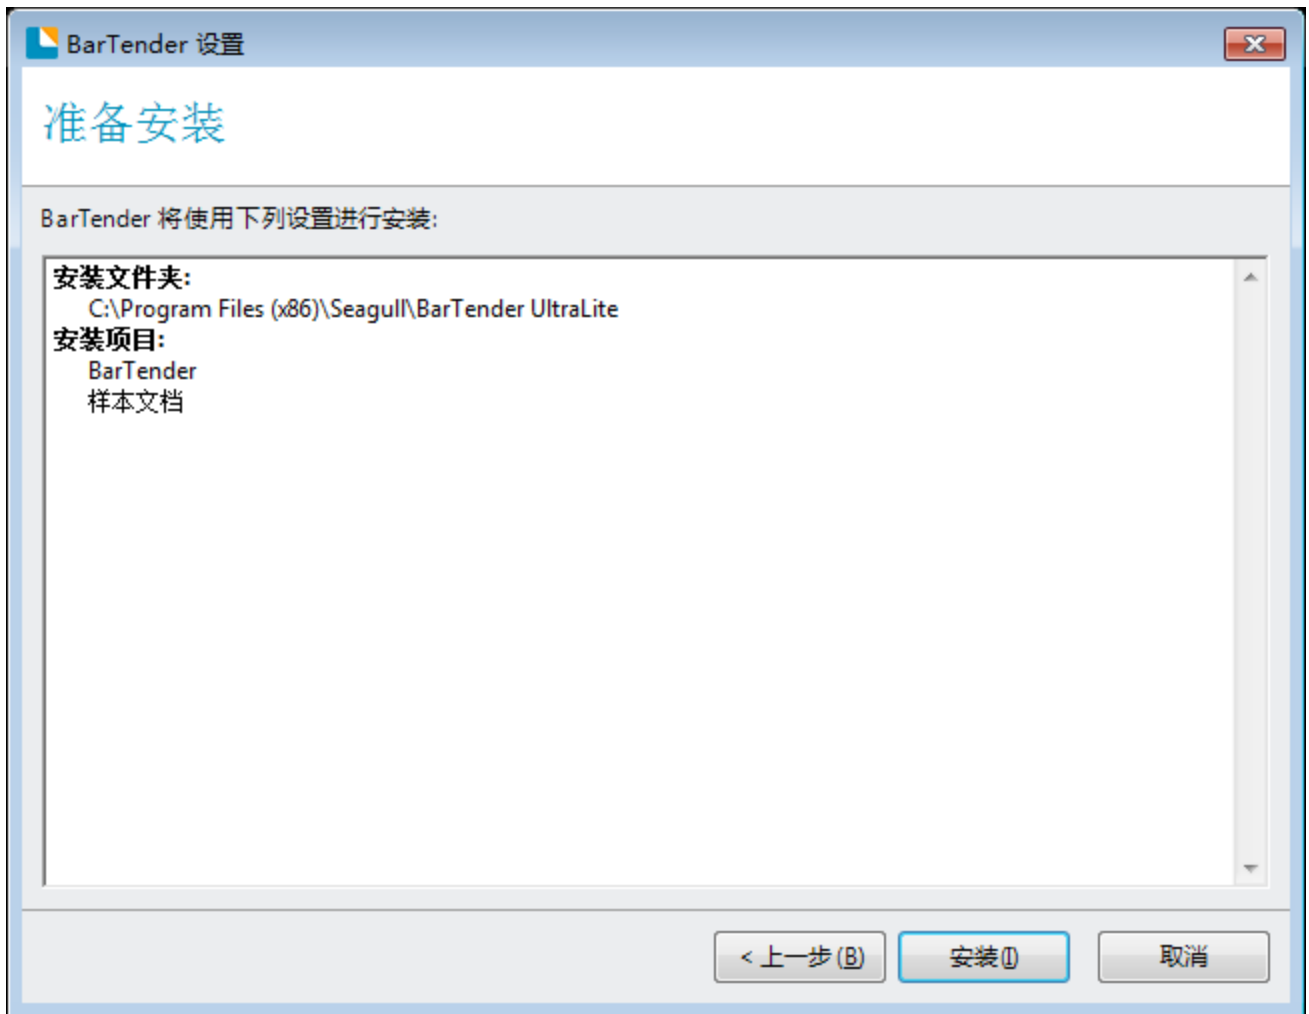 BarTender 设置
准备安装
BarTender 将使用下列设置进行安装:
安装文件夹:
C:\Program Files (x86)\Seagull\BarTender UltraLite
安装项目:
BarTender
样本文档
< 上一步(B) 安装(I) 取消